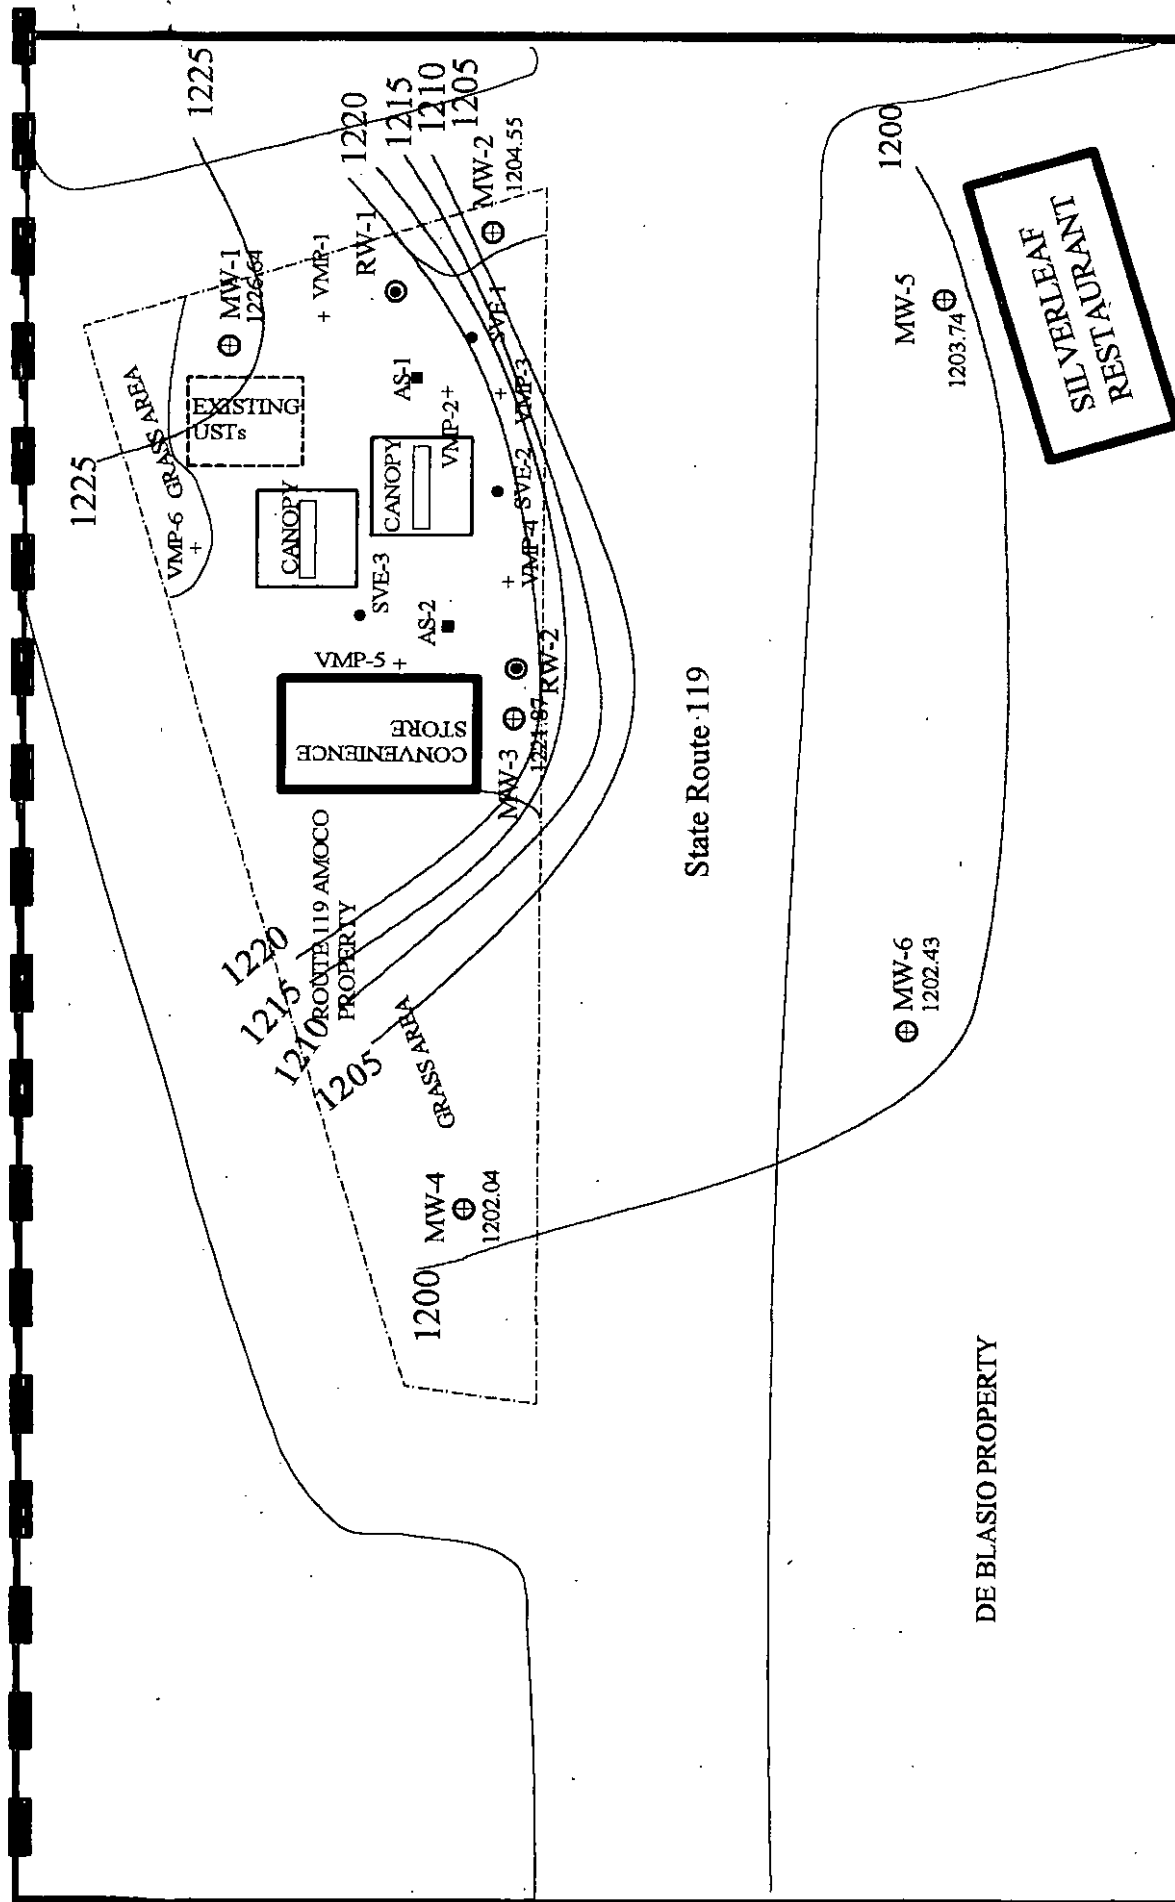 1225
1220
1215
1210
1205
1200
MW-1
1226.64
VMP-1
RW-1
MW-2
1204.55
1225
GRASS AREA
VMP-6
EXISTING
USTs
CANOPY
CANOPY
AS-1
VMP-2
SVE-1
VMP-3
SVE-2
VMP-4
SVE-3
AS-2
VMP-5
RW-2
MW-3
1221.87
CONVENIENCE
STORE
MW-5
1203.74
SILVERLEAF
RESTAURANT
State Route 119
ROUTE 119 AMOCO
PROPERTY
1220
1215
1210
1205
GRASS AREA
MW-4
1202.04
1200
MW-6
1202.43
DE BLASIO PROPERTY